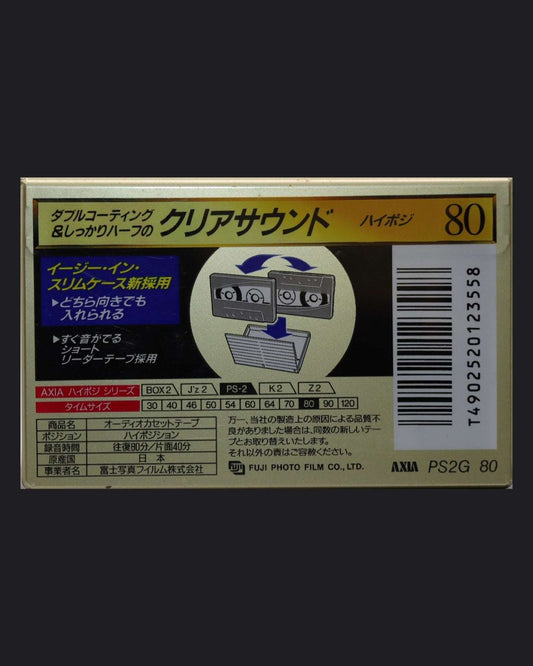 ダブルコーティング
&しっかりハーフの
クリアサウンド
ハイポジ
80
イージー・イン・
スリムケース新採用
▶どちら向きでも
入れられる
▶すぐ音がでる
ショート
リーダーテープ採用
AXIA ハイポジ シリーズ BOX2 J'z 2 PS-2 K2 Z2
タイムサイズ 30 40 46 50 54 60 64 70 80 90 120
商品名 オーディオカセットテープ
ポジション ハイポジション
録音時間 往復80分/片面40分
原産国 日本
事業者名 富士写真フイルム株式会社
万一、当社の製造上の原因による品質不
良がありました場合は、同数の新しいテー
プとお取り替えいたします。
それ以外の責はご容赦ください。
FUJI FUJI PHOTO FILM CO., LTD.
T4902520123558
AXIA PS2G 80